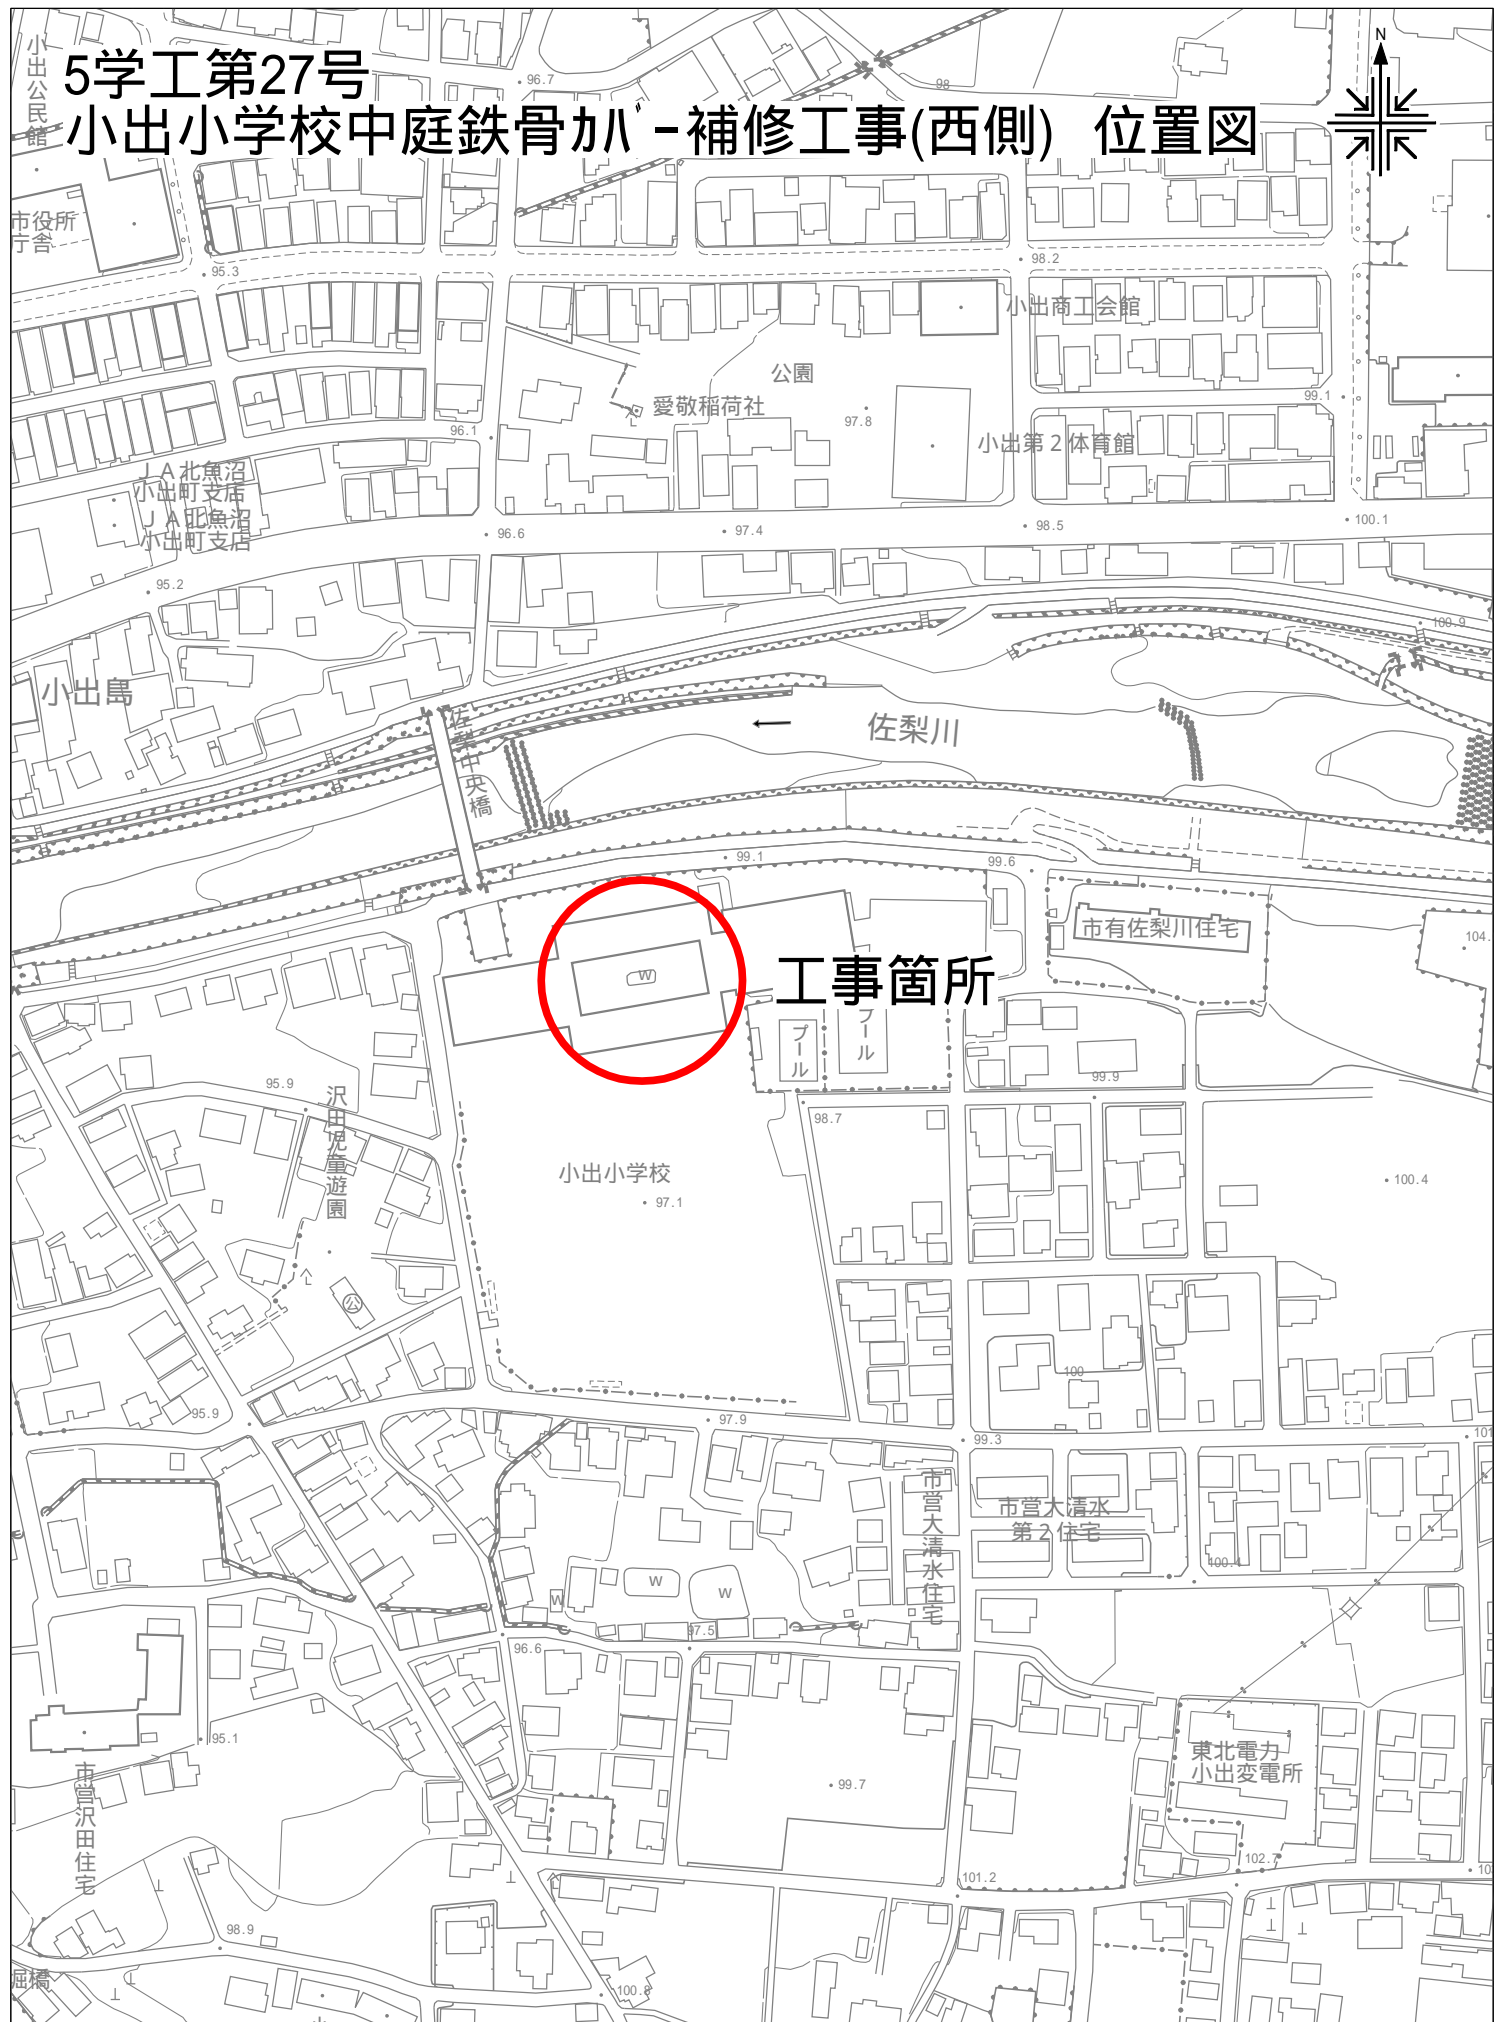 5学工第27号
小出小学校中庭鉄骨ｶﾊﾞｰ補修工事(西側) 位置図
N
小出公民館
96.7
98
市役所
庁舎
95.3
98.2
小出商工会館
公園
愛敬稲荷社
97.8
99.1
96.1
小出第2体育館
JA北魚沼
小出町支店
JA北魚沼
小出町支店
96.6
97.4
98.5
100.1
95.2
100.9
小出島
佐梨川
佐梨中央橋
99.1
99.6
市有佐梨川住宅
104.
W
工事箇所
プール
プール
95.9
99.9
沢田児童遊園
98.7
小出小学校
97.1
100.4
公
100
95.9
97.9
99.3
101
市営大清水住宅
市営大清水
第2住宅
100.4
W
W
W
97.5
96.6
95.1
市営沢田住宅
東北電力
小出変電所
99.7
102.7
101.2
10
98.9
堀橋
100.8